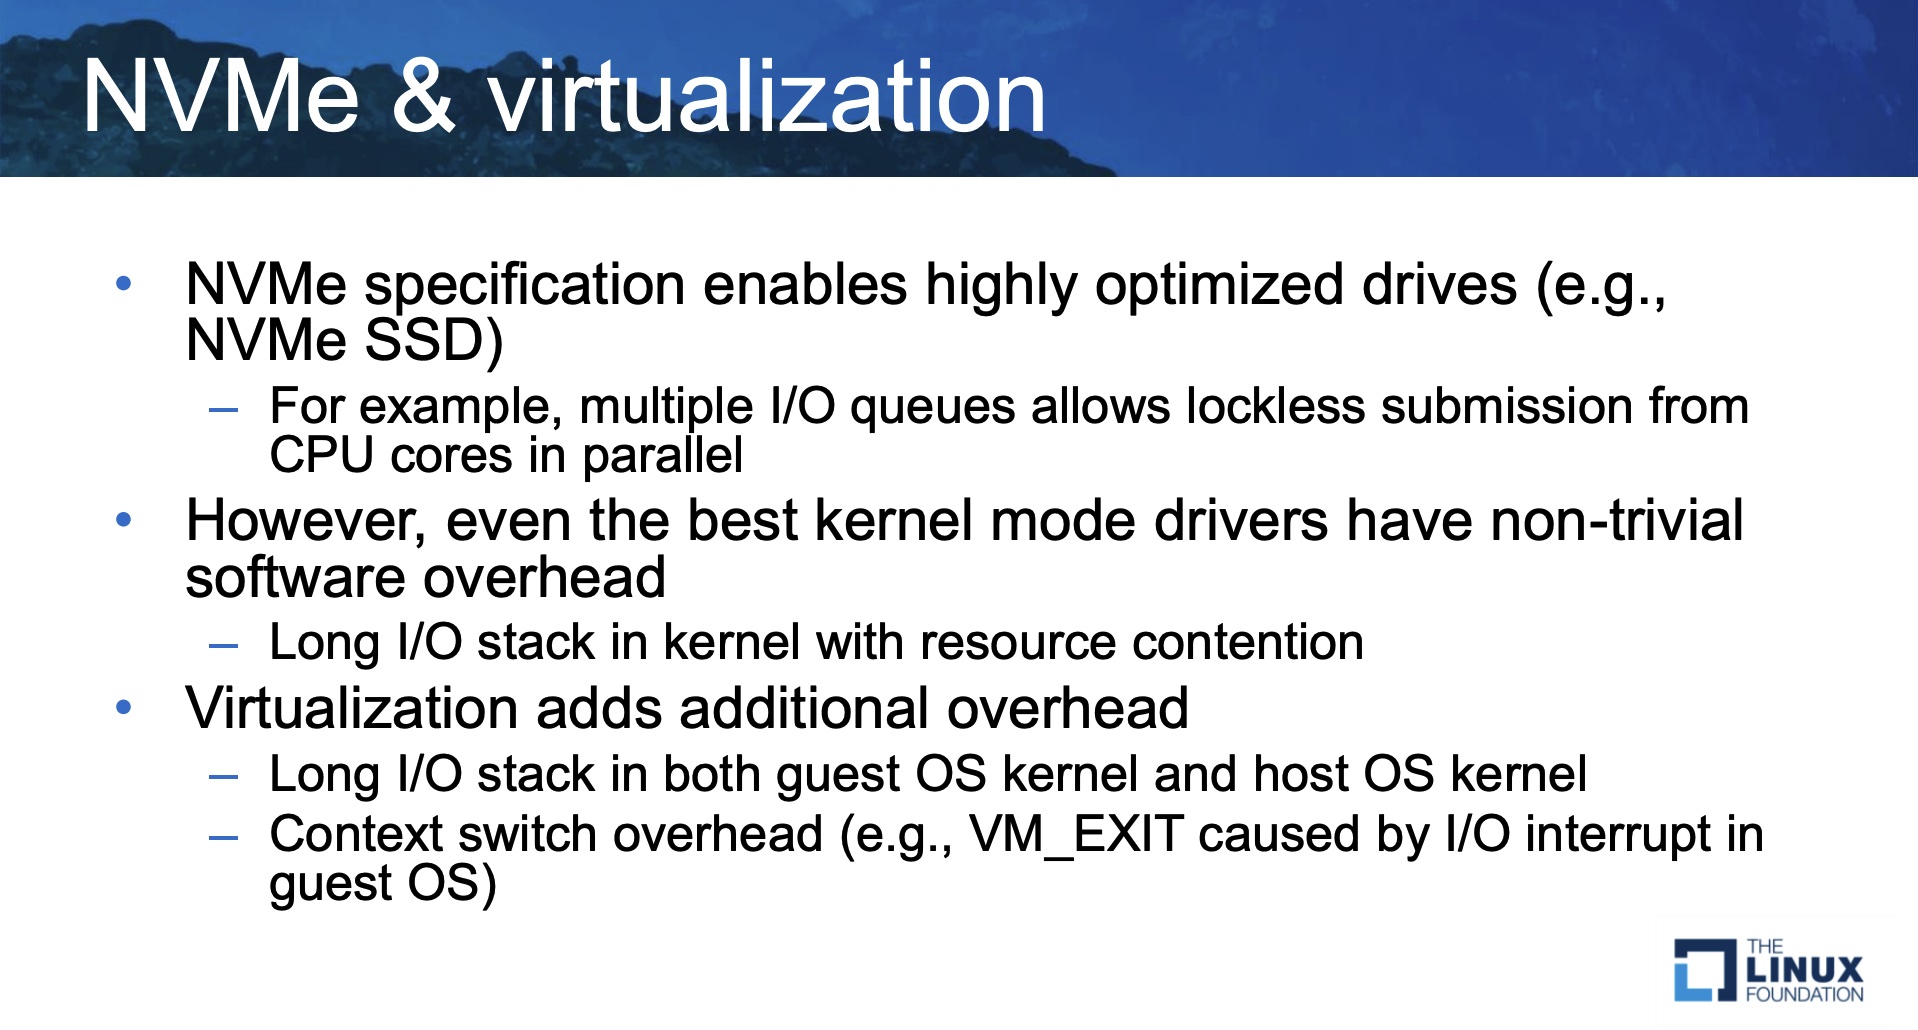 NVMe & virtualization
• NVMe specification enables highly optimized drives (e.g.,
NVMe SSD)
– For example, multiple I/O queues allows lockless submission from
CPU cores in parallel
• However, even the best kernel mode drivers have non-trivial
software overhead
– Long I/O stack in kernel with resource contention
• Virtualization adds additional overhead
– Long I/O stack in both guest OS kernel and host OS kernel
– Context switch overhead (e.g., VM_EXIT caused by I/O interrupt in
guest OS)
THE
LINUX
FOUNDATION